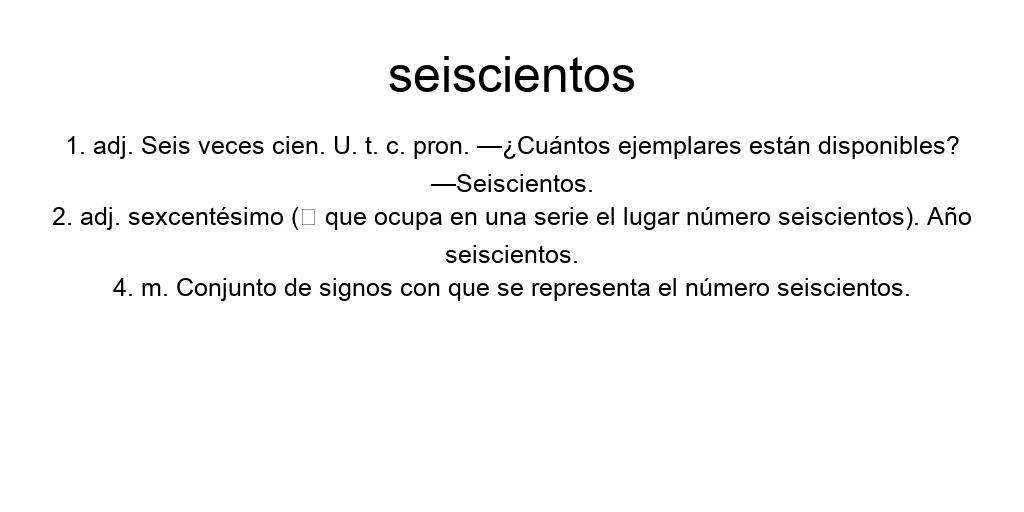 seiscientos
1. adj. Seis veces cien. U. t. c. pron. —¿Cuántos ejemplares están disponibles?
—Seiscientos.
2. adj. sexcentésimo (▯ que ocupa en una serie el lugar número seiscientos). Año
seiscientos.
4. m. Conjunto de signos con que se representa el número seiscientos.